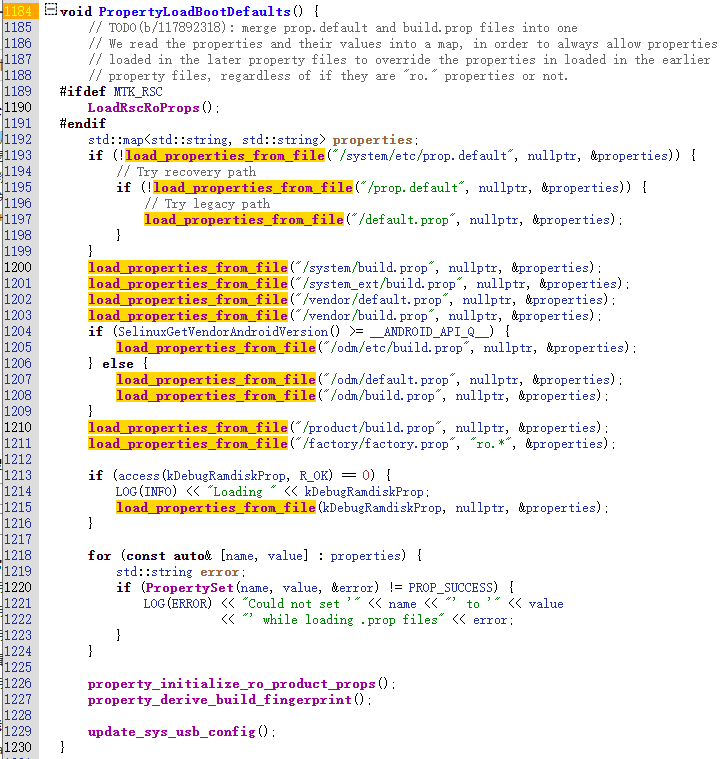 1184 void PropertyLoadBootDefaults() {
1185     // TODO(b/117892318): merge prop.default and build.prop files into one
1186     // We read the properties and their values into a map, in order to always allow properties
1187     // loaded in the later property files to override the properties in loaded in the earlier
1188     // property files, regardless of if they are "ro." properties or not.
1189 #ifdef MTK_RSC
1190     LoadRscRoProps();
1191 #endif
1192     std::map<std::string, std::string> properties;
1193     if (!load_properties_from_file("/system/etc/prop.default", nullptr, &properties)) {
1194         // Try recovery path
1195         if (!load_properties_from_file("/prop.default", nullptr, &properties)) {
1196             // Try legacy path
1197             load_properties_from_file("/default.prop", nullptr, &properties);
1198         }
1199     }
1200     load_properties_from_file("/system/build.prop", nullptr, &properties);
1201     load_properties_from_file("/system_ext/build.prop", nullptr, &properties);
1202     load_properties_from_file("/vendor/default.prop", nullptr, &properties);
1203     load_properties_from_file("/vendor/build.prop", nullptr, &properties);
1204     if (SelinuxGetVendorAndroidVersion() >= __ANDROID_API_Q__) {
1205         load_properties_from_file("/odm/etc/build.prop", nullptr, &properties);
1206     } else {
1207         load_properties_from_file("/odm/default.prop", nullptr, &properties);
1208         load_properties_from_file("/odm/build.prop", nullptr, &properties);
1209     }
1210     load_properties_from_file("/product/build.prop", nullptr, &properties);
1211     load_properties_from_file("/factory/factory.prop", "ro.*", &properties);
1212
1213     if (access(kDebugRamdiskProp, R_OK) == 0) {
1214         LOG(INFO) << "Loading " << kDebugRamdiskProp;
1215         load_properties_from_file(kDebugRamdiskProp, nullptr, &properties);
1216     }
1217
1218     for (const auto& [name, value] : properties) {
1219         std::string error;
1220         if (PropertySet(name, value, &error) != PROP_SUCCESS) {
1221             LOG(ERROR) << "Could not set '" << name << "' to '" << value
1222                        << "' while loading .prop files" << error;
1223         }
1224     }
1225
1226     property_initialize_ro_product_props();
1227     property_derive_build_fingerprint();
1228
1229     update_sys_usb_config();
1230 }